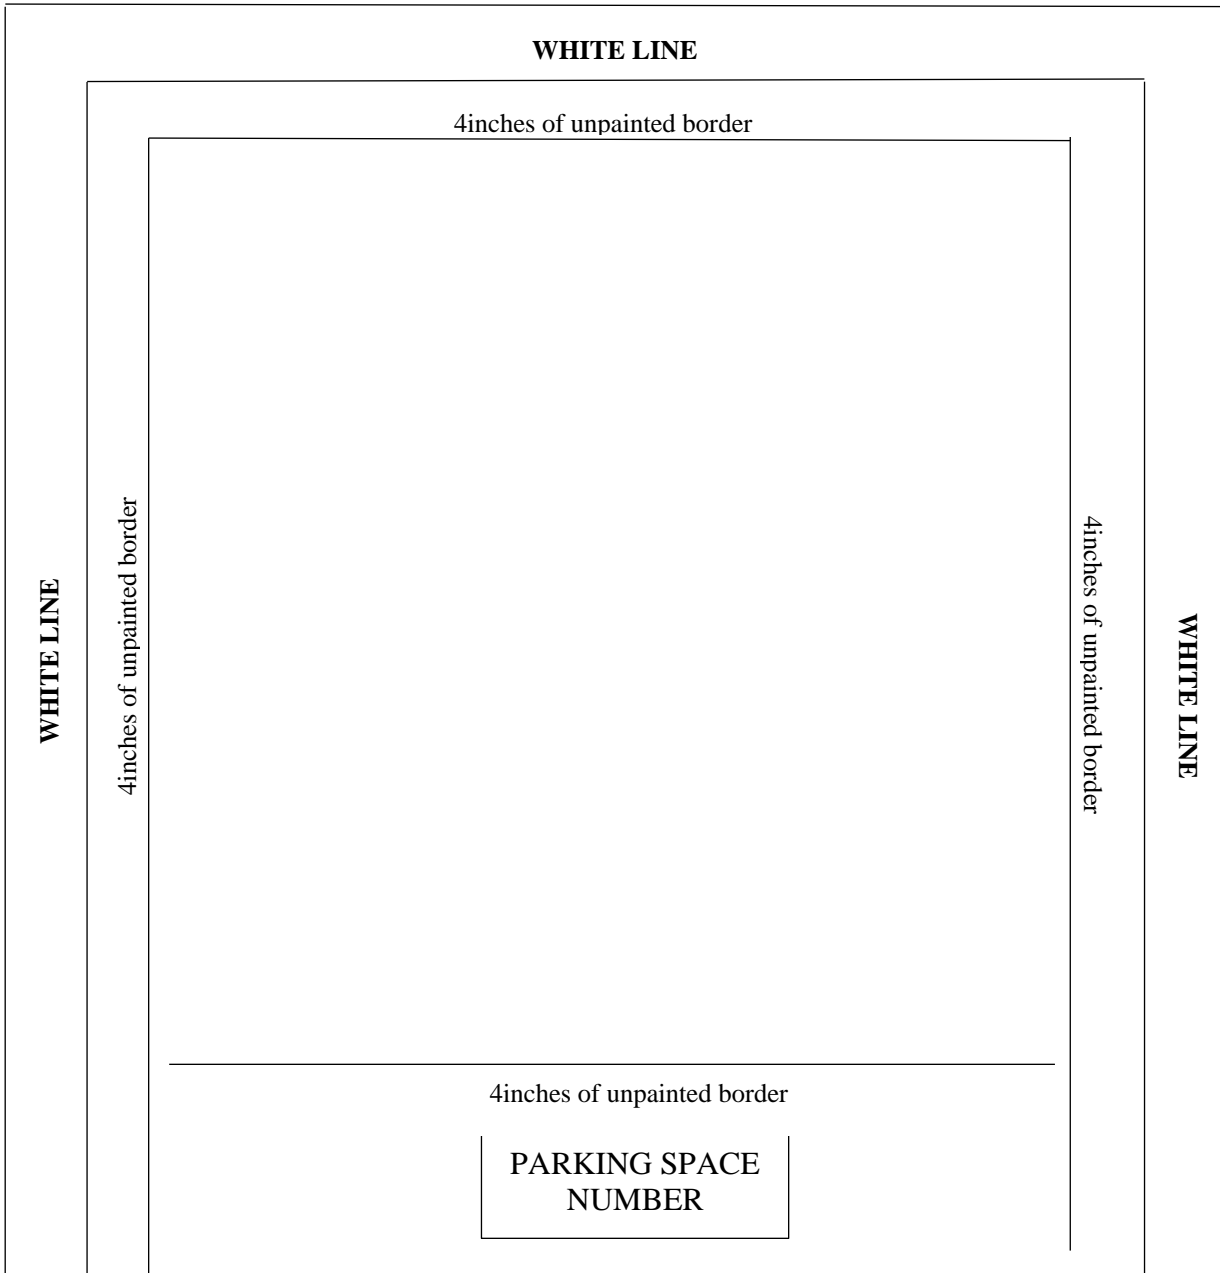 WHITE LINE
4inches of unpainted border
WHITE LINE
4inches of unpainted border
4inches of unpainted border
WHITE LINE
4inches of unpainted border
PARKING SPACE
NUMBER